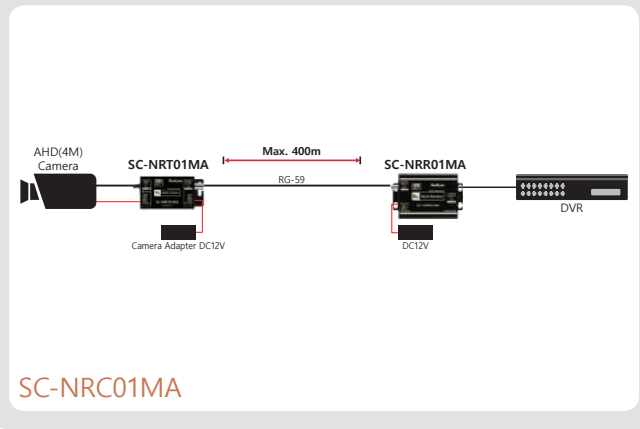 AHD(4M)
Camera
SC-NRT01MA
Max. 400m
RG-59
SC-NRR01MA
DVR
Camera Adapter DC12V
DC12V
SC-NRC01MA